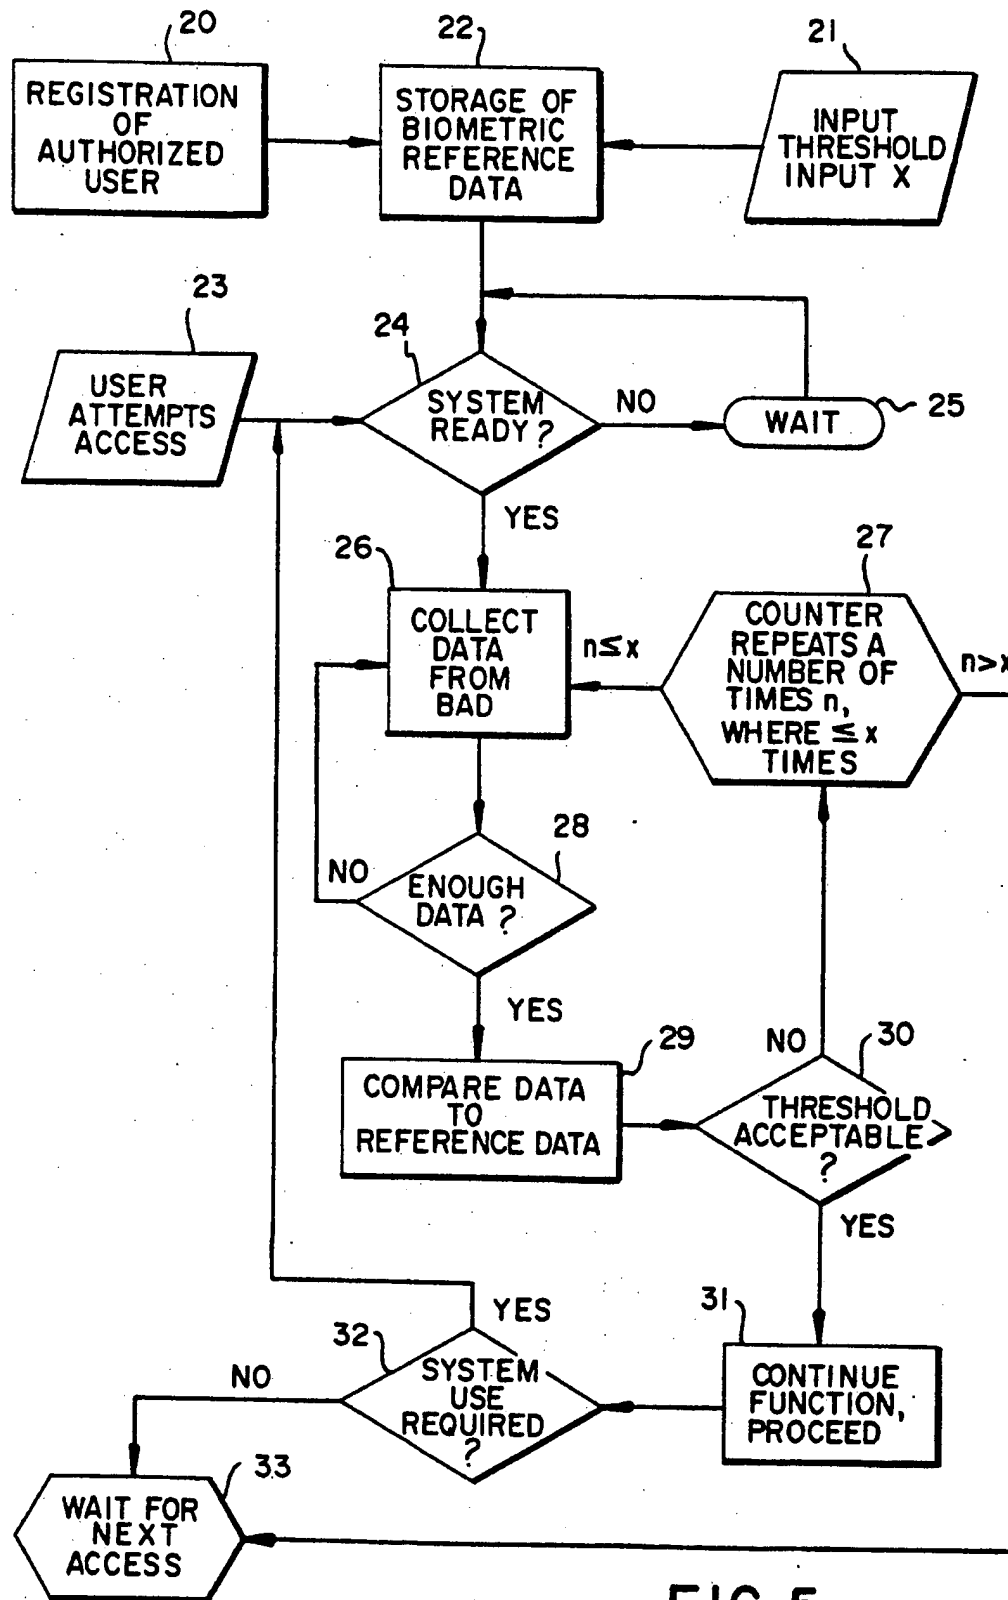 20
22
21
REGISTRATION
OF
AUTHORIZED
USER
STORAGE OF
BIOMETRIC
REFERENCE
DATA
INPUT
THRESHOLD
INPUT X
23
24
USER
ATTEMPTS
ACCESS
SYSTEM
READY?
NO
WAIT
25
YES
26
27
COLLECT
DATA
FROM
BAD
n≤x
COUNTER
REPEATS A
NUMBER OF
TIMES n,
WHERE ≤ x
TIMES
n>x
28
NO
ENOUGH
DATA?
YES
29
NO
30
COMPARE DATA
TO
REFERENCE DATA
THRESHOLD
ACCEPTABLE
?
YES
31
YES
32
NO
SYSTEM
USE
REQUIRED
?
CONTINUE
FUNCTION,
PROCEED
33
WAIT FOR
NEXT
ACCESS
FIG. 5